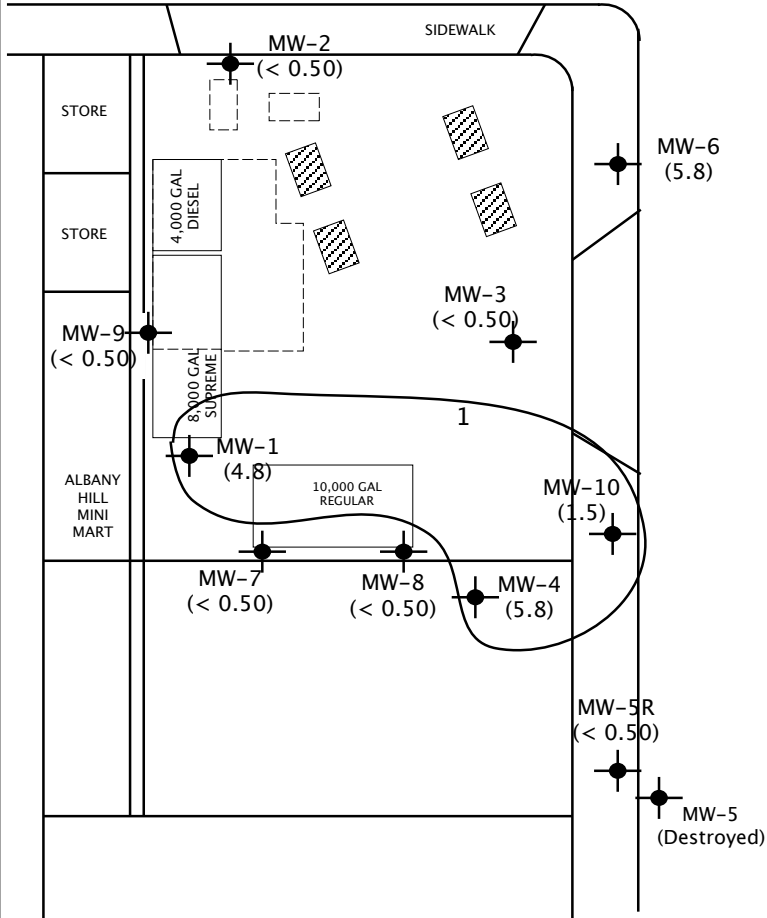 SIDEWALK
MW-2
(< 0.50)
STORE
MW-6
(5.8)
4,000 GAL
DIESEL
STORE
MW-3
(< 0.50)
MW-9
(< 0.50)
8,000 GAL
SUPREME
1
MW-1
(4.8)
ALBANY
HILL
MINI
MART
10,000 GAL
REGULAR
MW-10
(1.5)
MW-7
(< 0.50)
MW-8
(< 0.50)
MW-4
(5.8)
MW-5R
(< 0.50)
MW-5
(Destroyed)